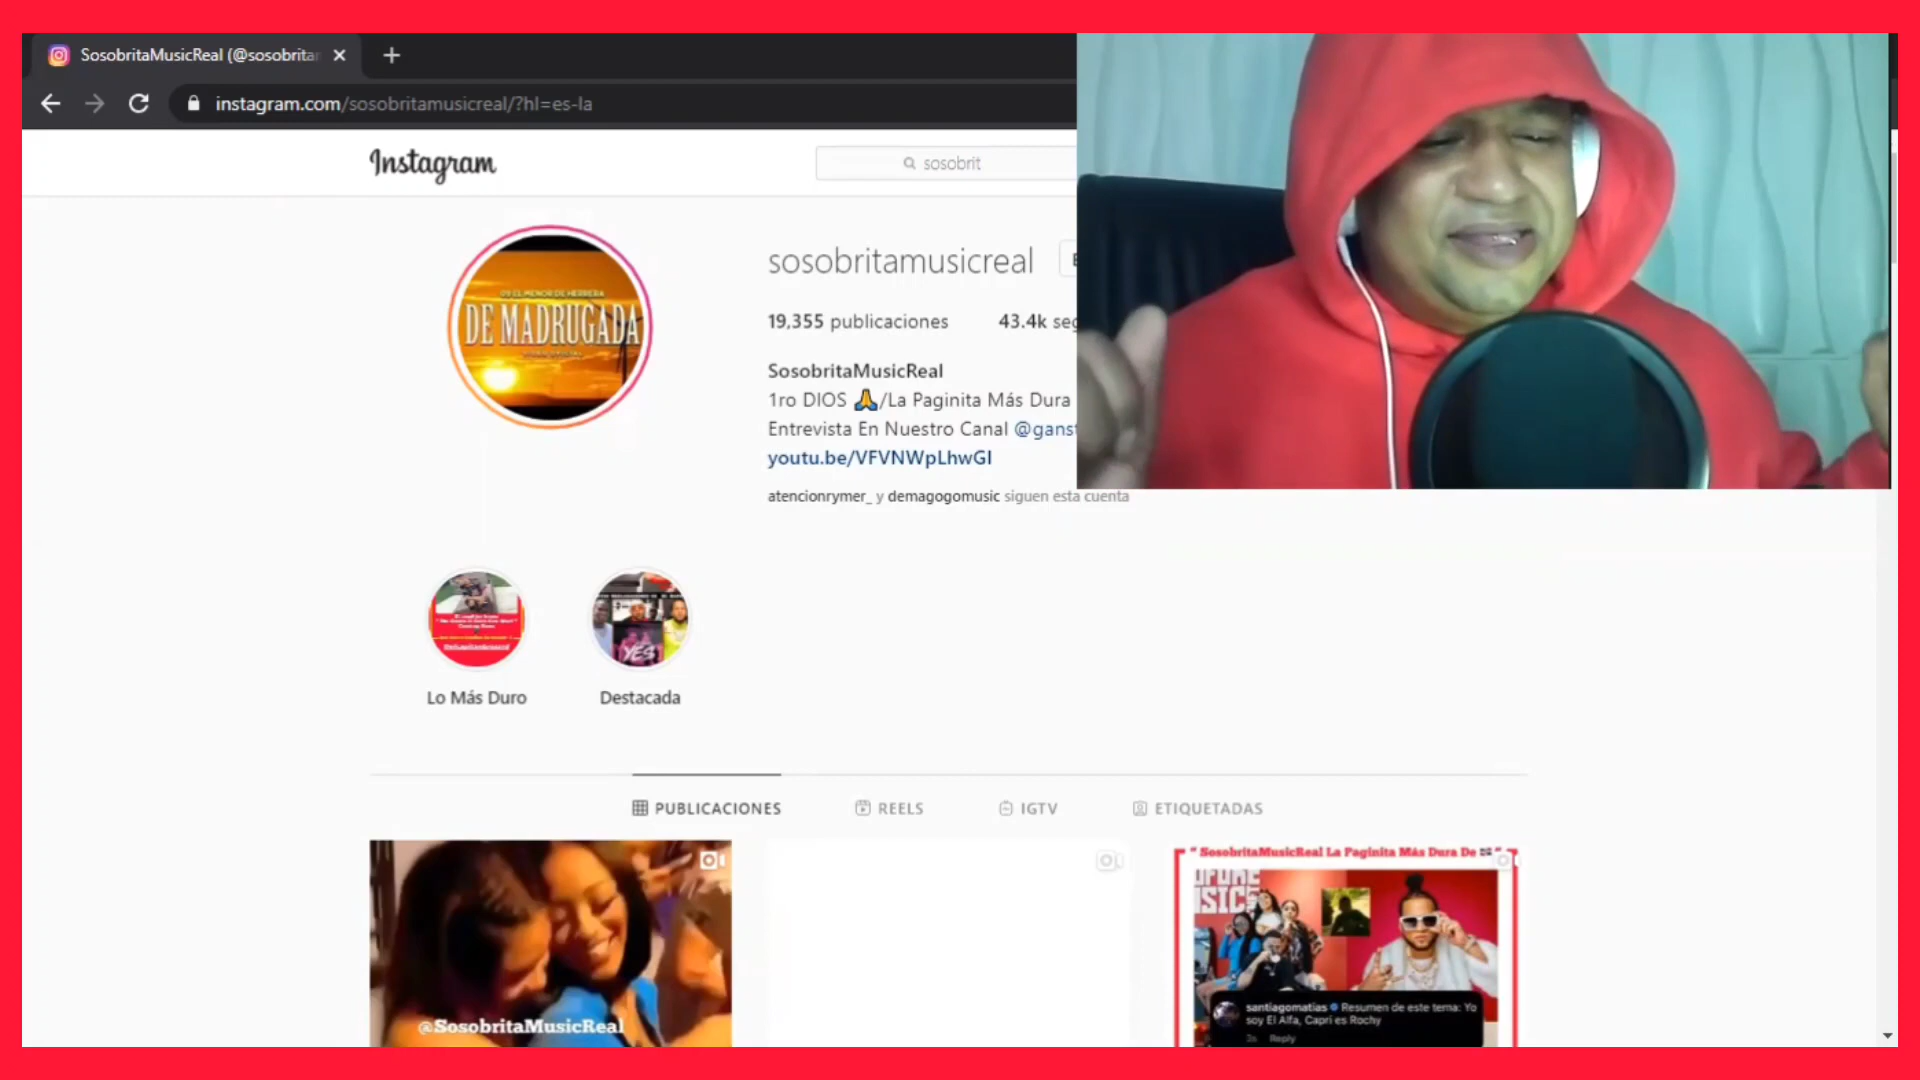 SosobritaMusicReal (@sosobritar
instagram.com/sosobritamusicreal/?hl=es-la
Instagram
sosobrit
DE MADRUGADA
sosobritamusicreal
19,355 publicaciones 43.4k seg
SosobritaMusicReal
1ro DIOS 🙏/La Paginita Más Dura
Entrevista En Nuestro Canal @ganst
youtu.be/VFVNWpLhwGI
atencionrymer_ y demagogomusic siguen esta cuenta
YES
Lo Más Duro
Destacada
PUBLICACIONES
REELS
IGTV
ETIQUETADAS
@SosobritaMusicReal
" SosobritaMusicReal La Paginita Más Dura De
santiagomatias Resumen de este tema: Yo
soy El Alfa, Capri es Rochy
3s Reply